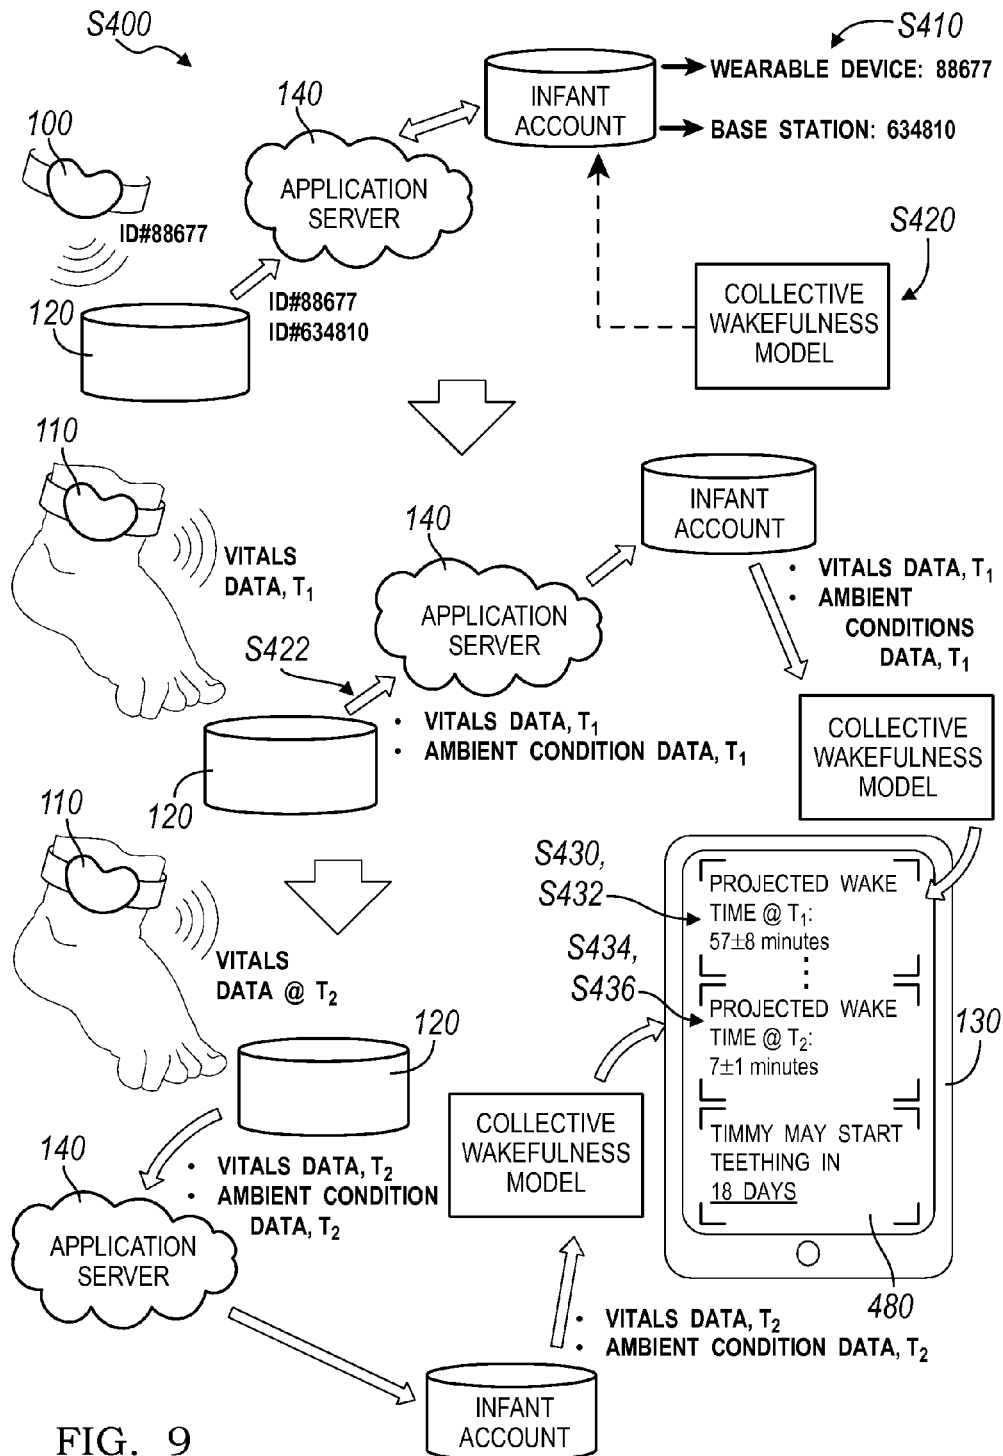 S400
S410
INFANT
ACCOUNT
WEARABLE DEVICE: 88677
BASE STATION: 634810
140
100
APPLICATION
SERVER
ID#88677
S420
120
ID#88677
ID#634810
COLLECTIVE
WAKEFULNESS
MODEL
110
INFANT
ACCOUNT
140
VITALS
DATA, T1
• VITALS DATA, T1
• AMBIENT
CONDITIONS
DATA, T1
APPLICATION
SERVER
S422
• VITALS DATA, T1
• AMBIENT CONDITION DATA, T1
120
COLLECTIVE
WAKEFULNESS
MODEL
110
S430,
S432
PROJECTED WAKE
TIME @ T1:
57±8 minutes
S434,
S436
VITALS
DATA @ T2
PROJECTED WAKE
TIME @ T2:
7±1 minutes
120
130
COLLECTIVE
WAKEFULNESS
MODEL
TIMMY MAY START
TEETHING IN
18 DAYS
140
• VITALS DATA, T2
• AMBIENT CONDITION
DATA, T2
APPLICATION
SERVER
480
• VITALS DATA, T2
• AMBIENT CONDITION DATA, T2
INFANT
ACCOUNT
FIG. 9